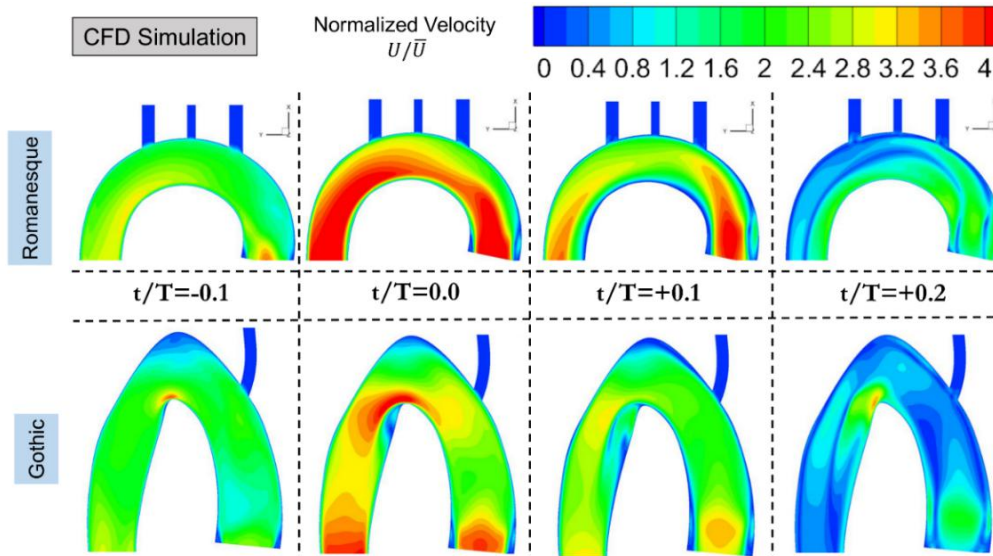 CFD Simulation
Normalized Velocity
U/U̅
0 0.4 0.8 1.2 1.6 2 2.4 2.8 3.2 3.6 4
Romanesque
X
Y
X
Y
X
Y
X
Y
t/T=-0.1 t/T=0.0 t/T=+0.1 t/T=+0.2
Gothic